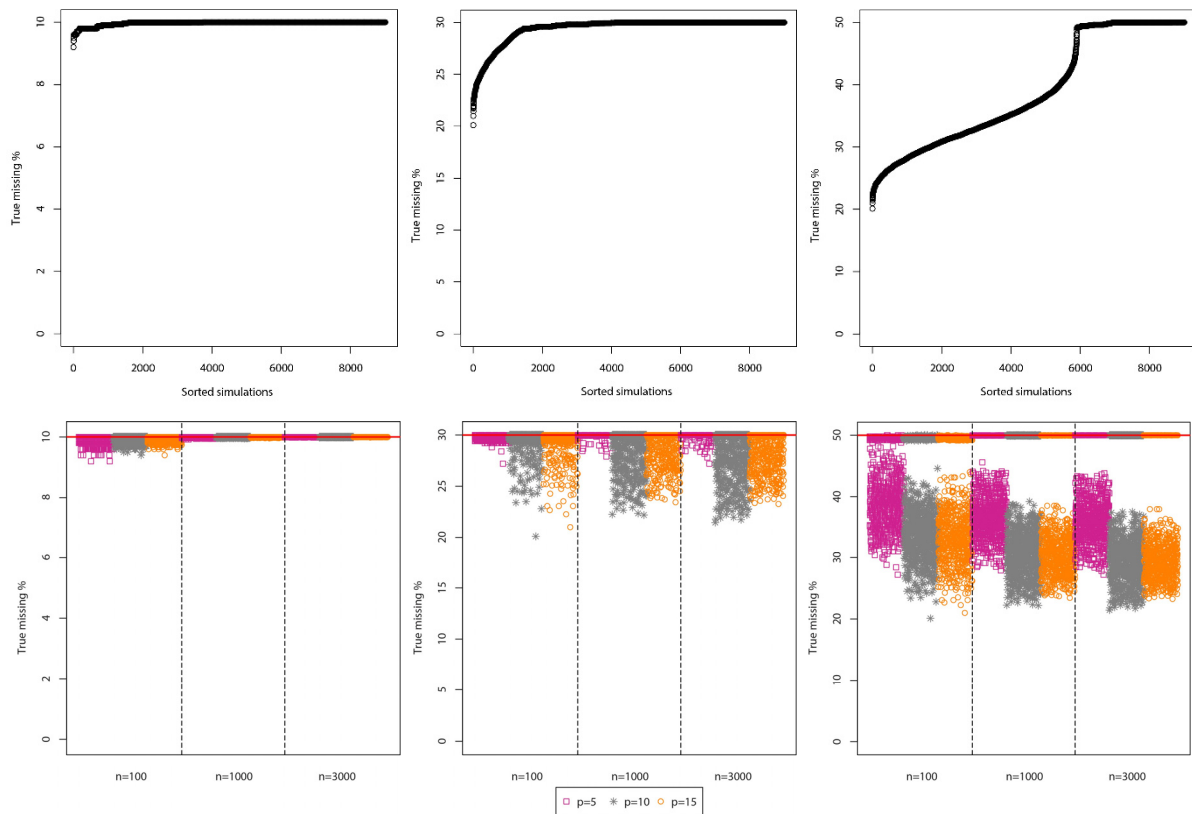 True missing %
0
2
4
6
8
10
0 2000 4000 6000 8000
Sorted simulations
True missing %
0
5
10
15
20
25
30
0 2000 4000 6000 8000
Sorted simulations
True missing %
0
10
20
30
40
50
0 2000 4000 6000 8000
Sorted simulations
True missing %
0
2
4
6
8
10
n=100 n=1000 n=3000
True missing %
0
5
10
15
20
25
30
n=100 n=1000 n=3000
True missing %
0
10
20
30
40
50
n=100 n=1000 n=3000
p=5 p=10 p=15